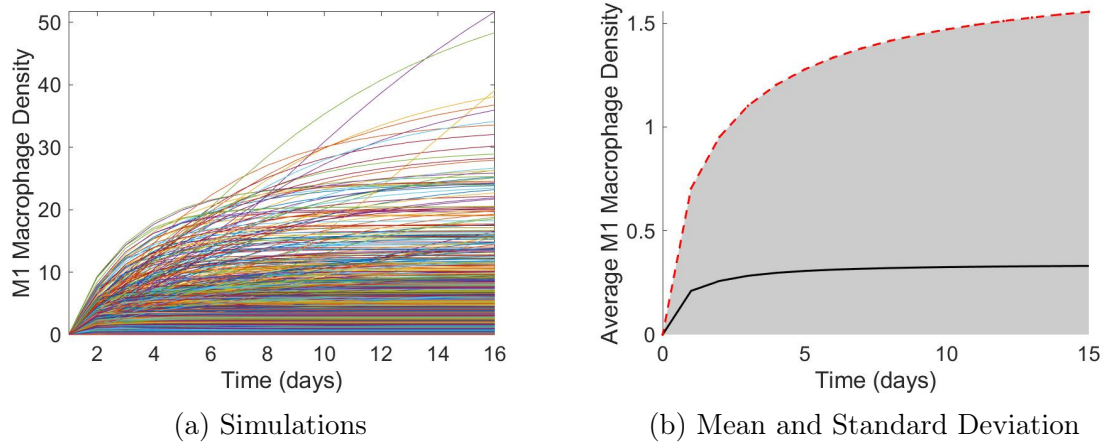 50
40
30
20
10
0
M1 Macrophage Density
2 4 6 8 10 12 14 16
Time (days)
(a) Simulations
1.5
1
0.5
0
Average M1 Macrophage Density
0 5 10 15
Time (days)
(b) Mean and Standard Deviation